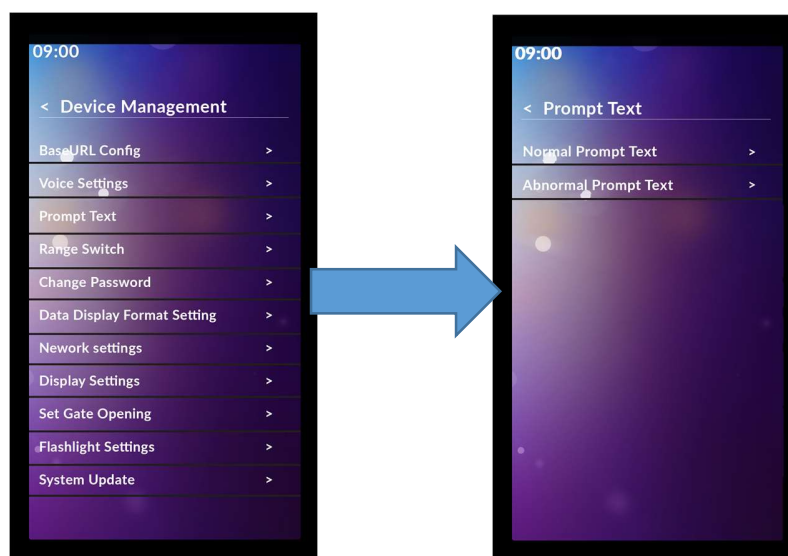 09:00
< Device Management
BaseURL Config >
Voice Settings >
Prompt Text >
Range Switch >
Change Password >
Data Display Format Setting >
Nework settings >
Display Settings >
Set Gate Opening >
Flashlight Settings >
System Update >
09:00
< Prompt Text
Normal Prompt Text >
Abnormal Prompt Text >